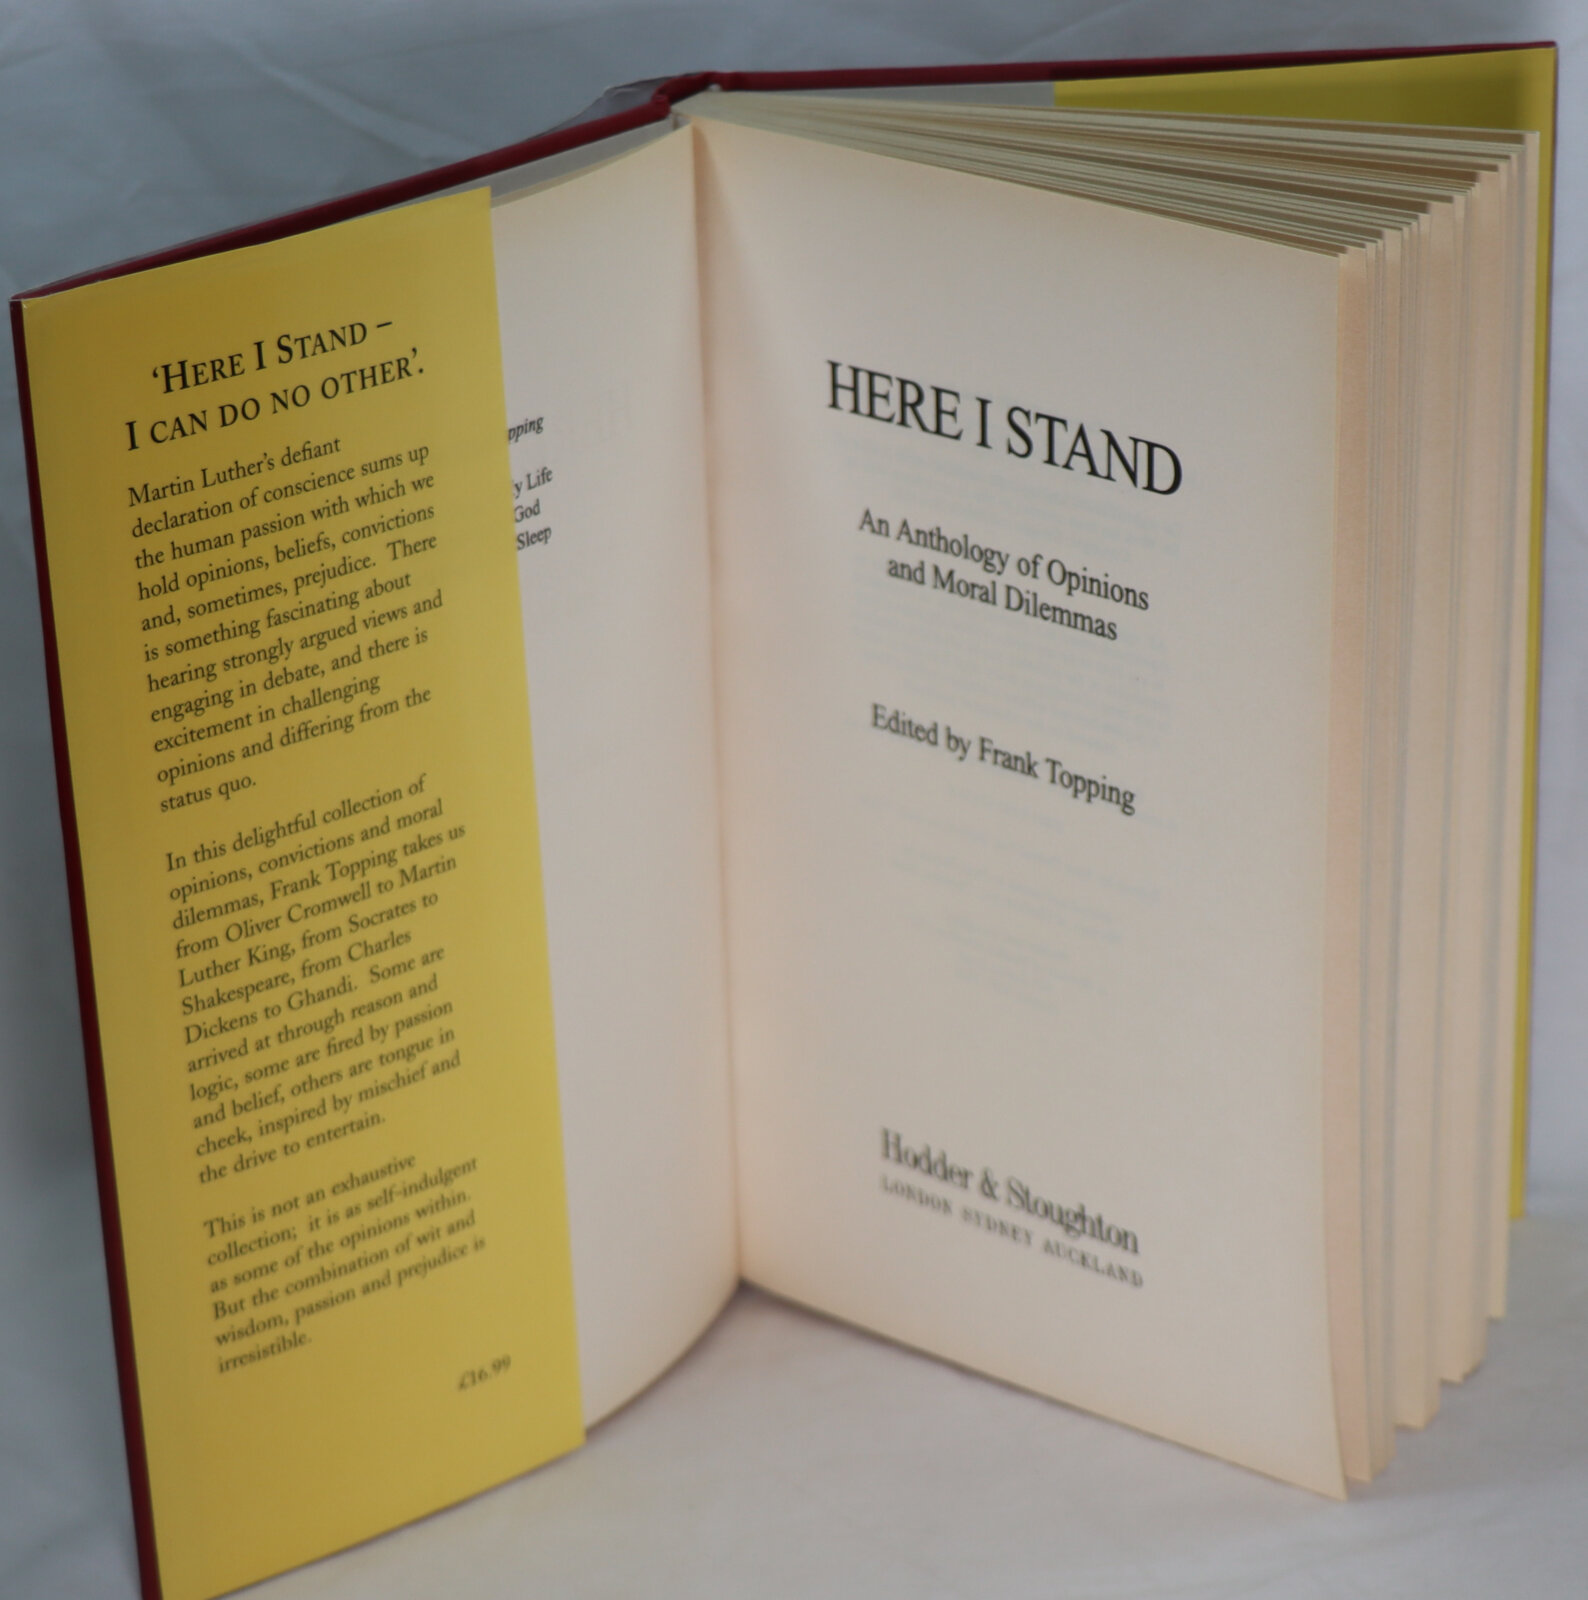 ‘HERE I STAND –
I CAN DO NO OTHER’.
Martin Luther’s defiant
declaration of conscience sums up
the human passion with which we
hold opinions, beliefs, convictions
and, sometimes, prejudice. There
is something fascinating about
hearing strongly argued views and
engaging in debate, and there is
excitement in challenging
opinions and differing from the
status quo.
In this delightful collection of
opinions, convictions and moral
dilemmas, Frank Topping takes us
from Oliver Cromwell to Martin
Luther King, from Socrates to
Shakespeare, from Charles
Dickens to Ghandi. Some are
arrived at through reason and
logic, some are fired by passion
and belief, others are tongue in
cheek, inspired by mischief and
the drive to entertain.
This is not an exhaustive
collection; it is as self-indulgent
as some of the opinions within.
But the combination of wit and
wisdom, passion and prejudice is
irresistible.
£16.99
pping
y Life
God
Sleep
HERE I STAND
An Anthology of Opinions
and Moral Dilemmas
Edited by Frank Topping
Hodder & Stoughton
LONDON SYDNEY AUCKLAND